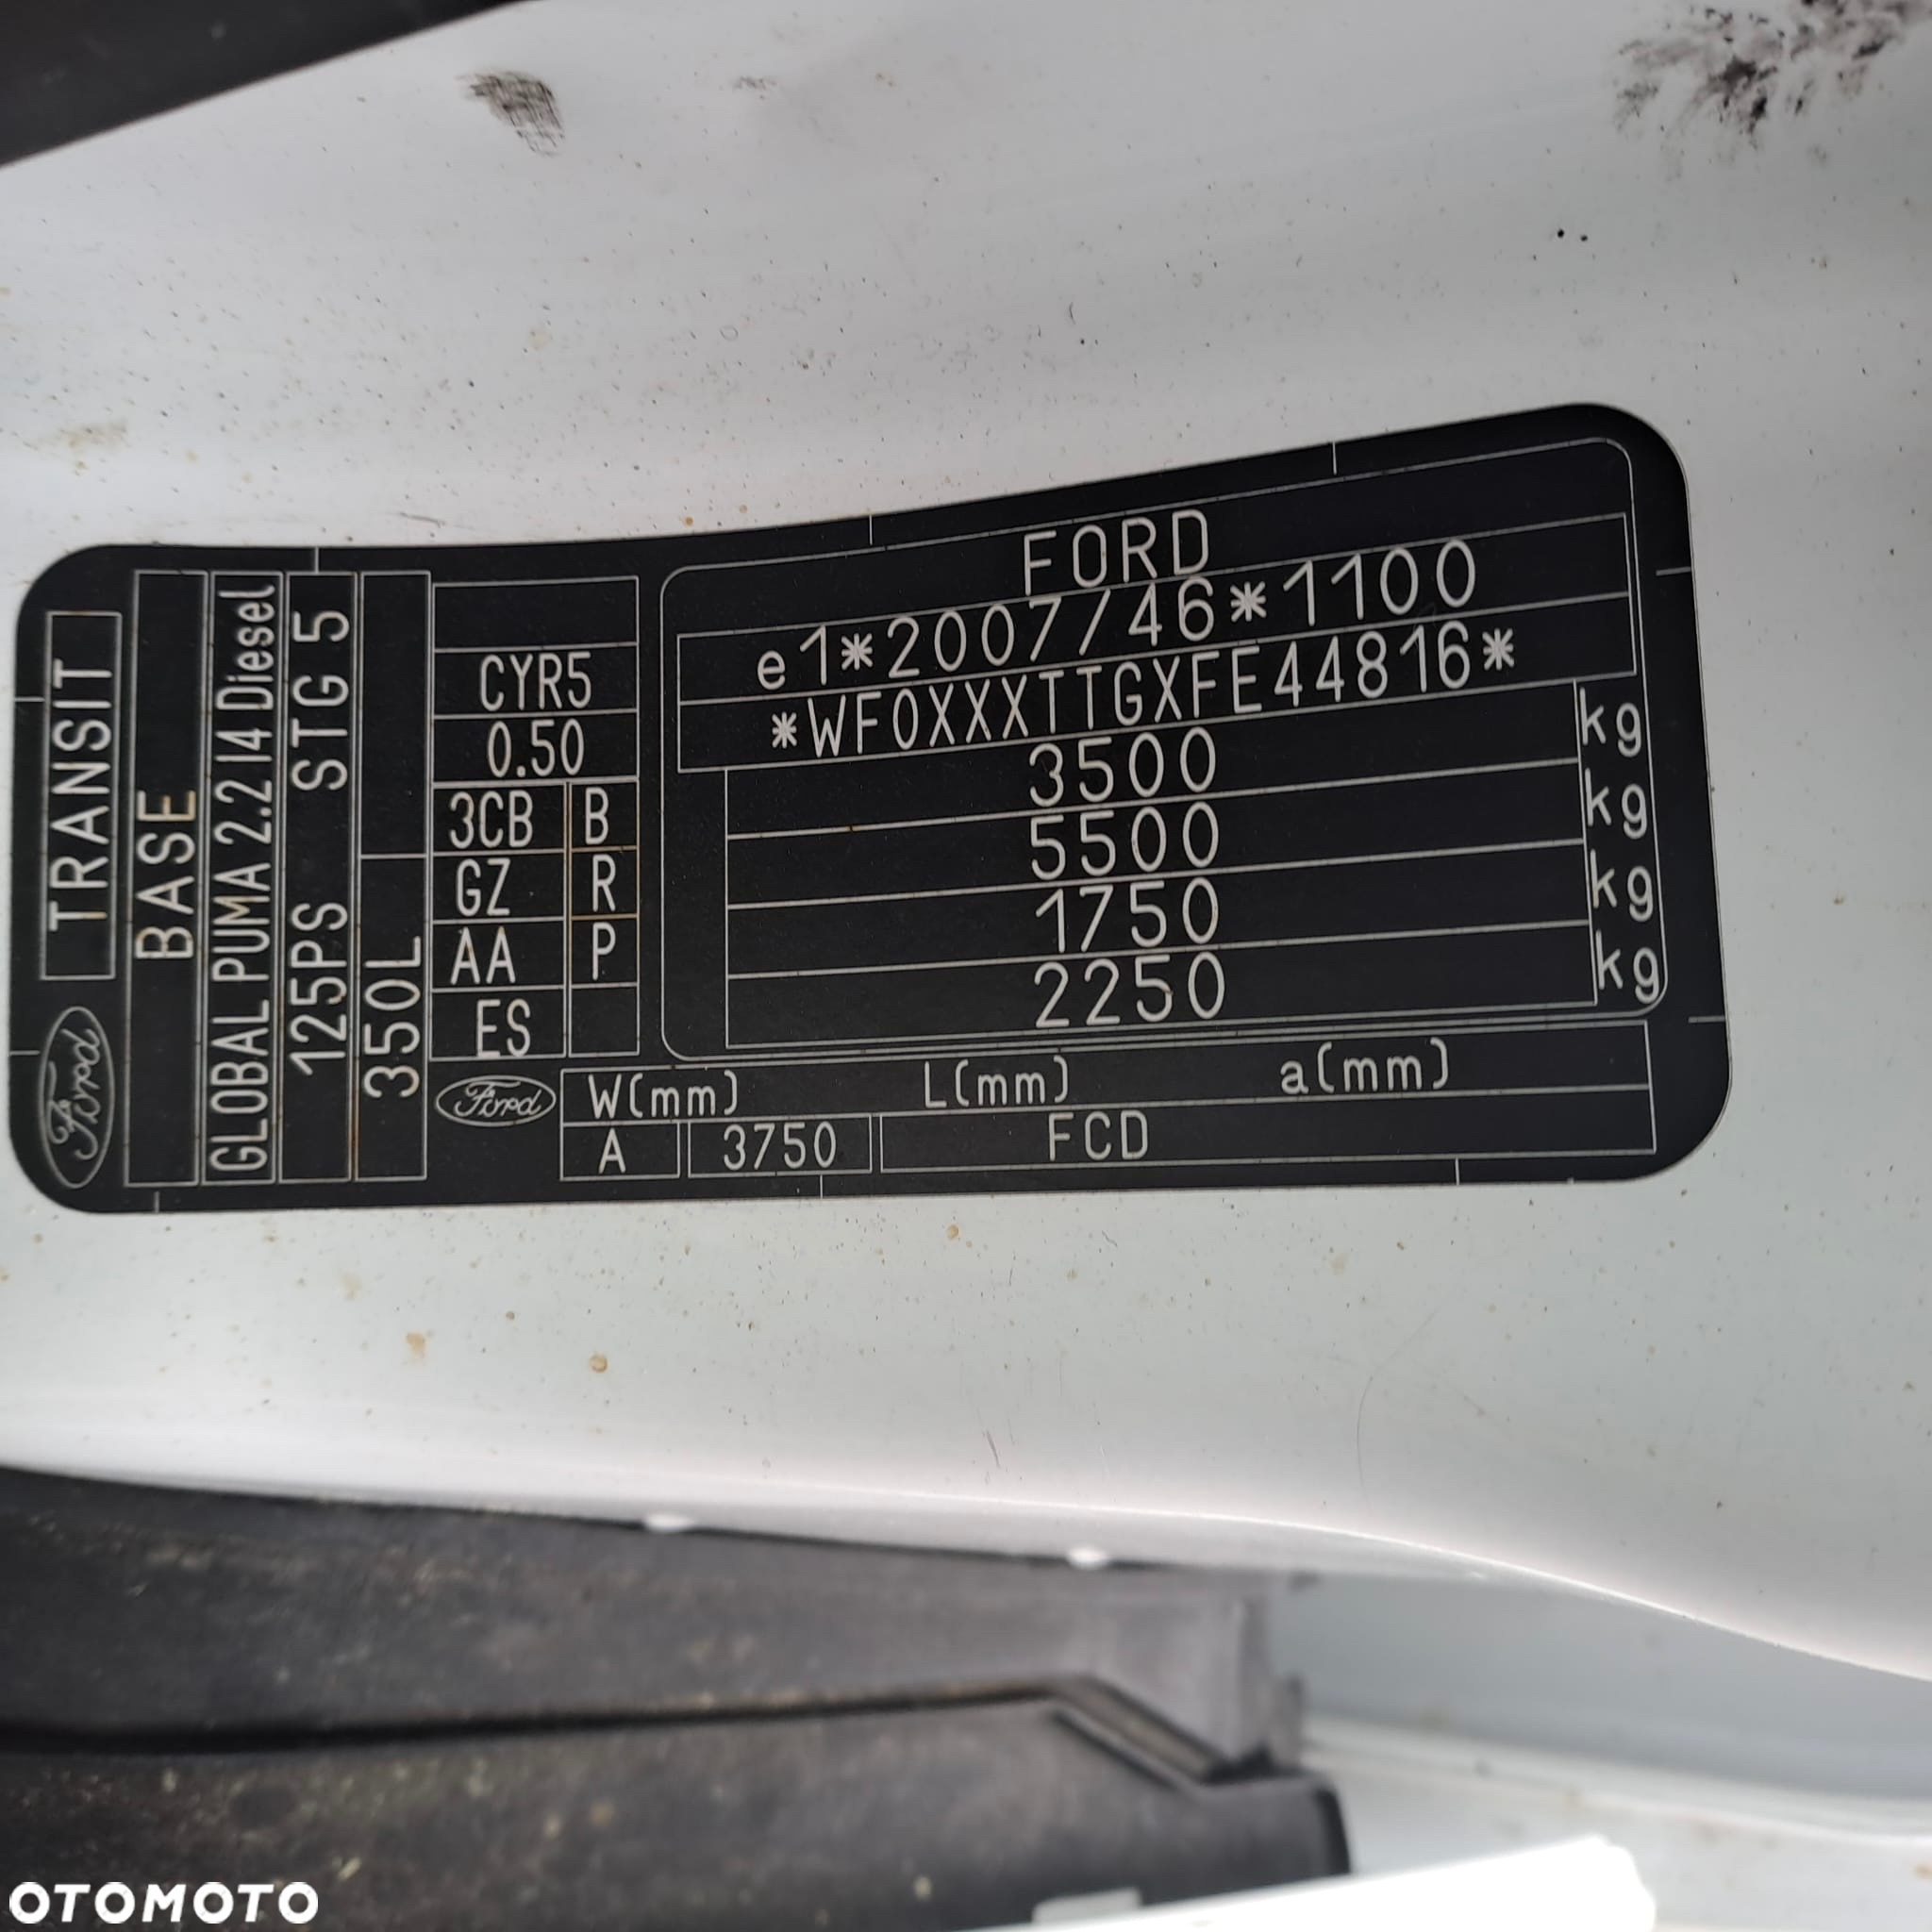 FORD
e1*2007/46*1100
*WF0XXXTTGXFE44816*
3500 kg
5500 kg
1750 kg
2250 kg
TRANSIT
BASE
GLOBAL PUMA 2.2 I4 Diesel
125PS STG 5
350L
CYR5
0.50
3CB B
GZ R
AA P
ES
Ford
Ford
W(mm) L(mm) a(mm)
A 3750 FCD
OTOMOTO